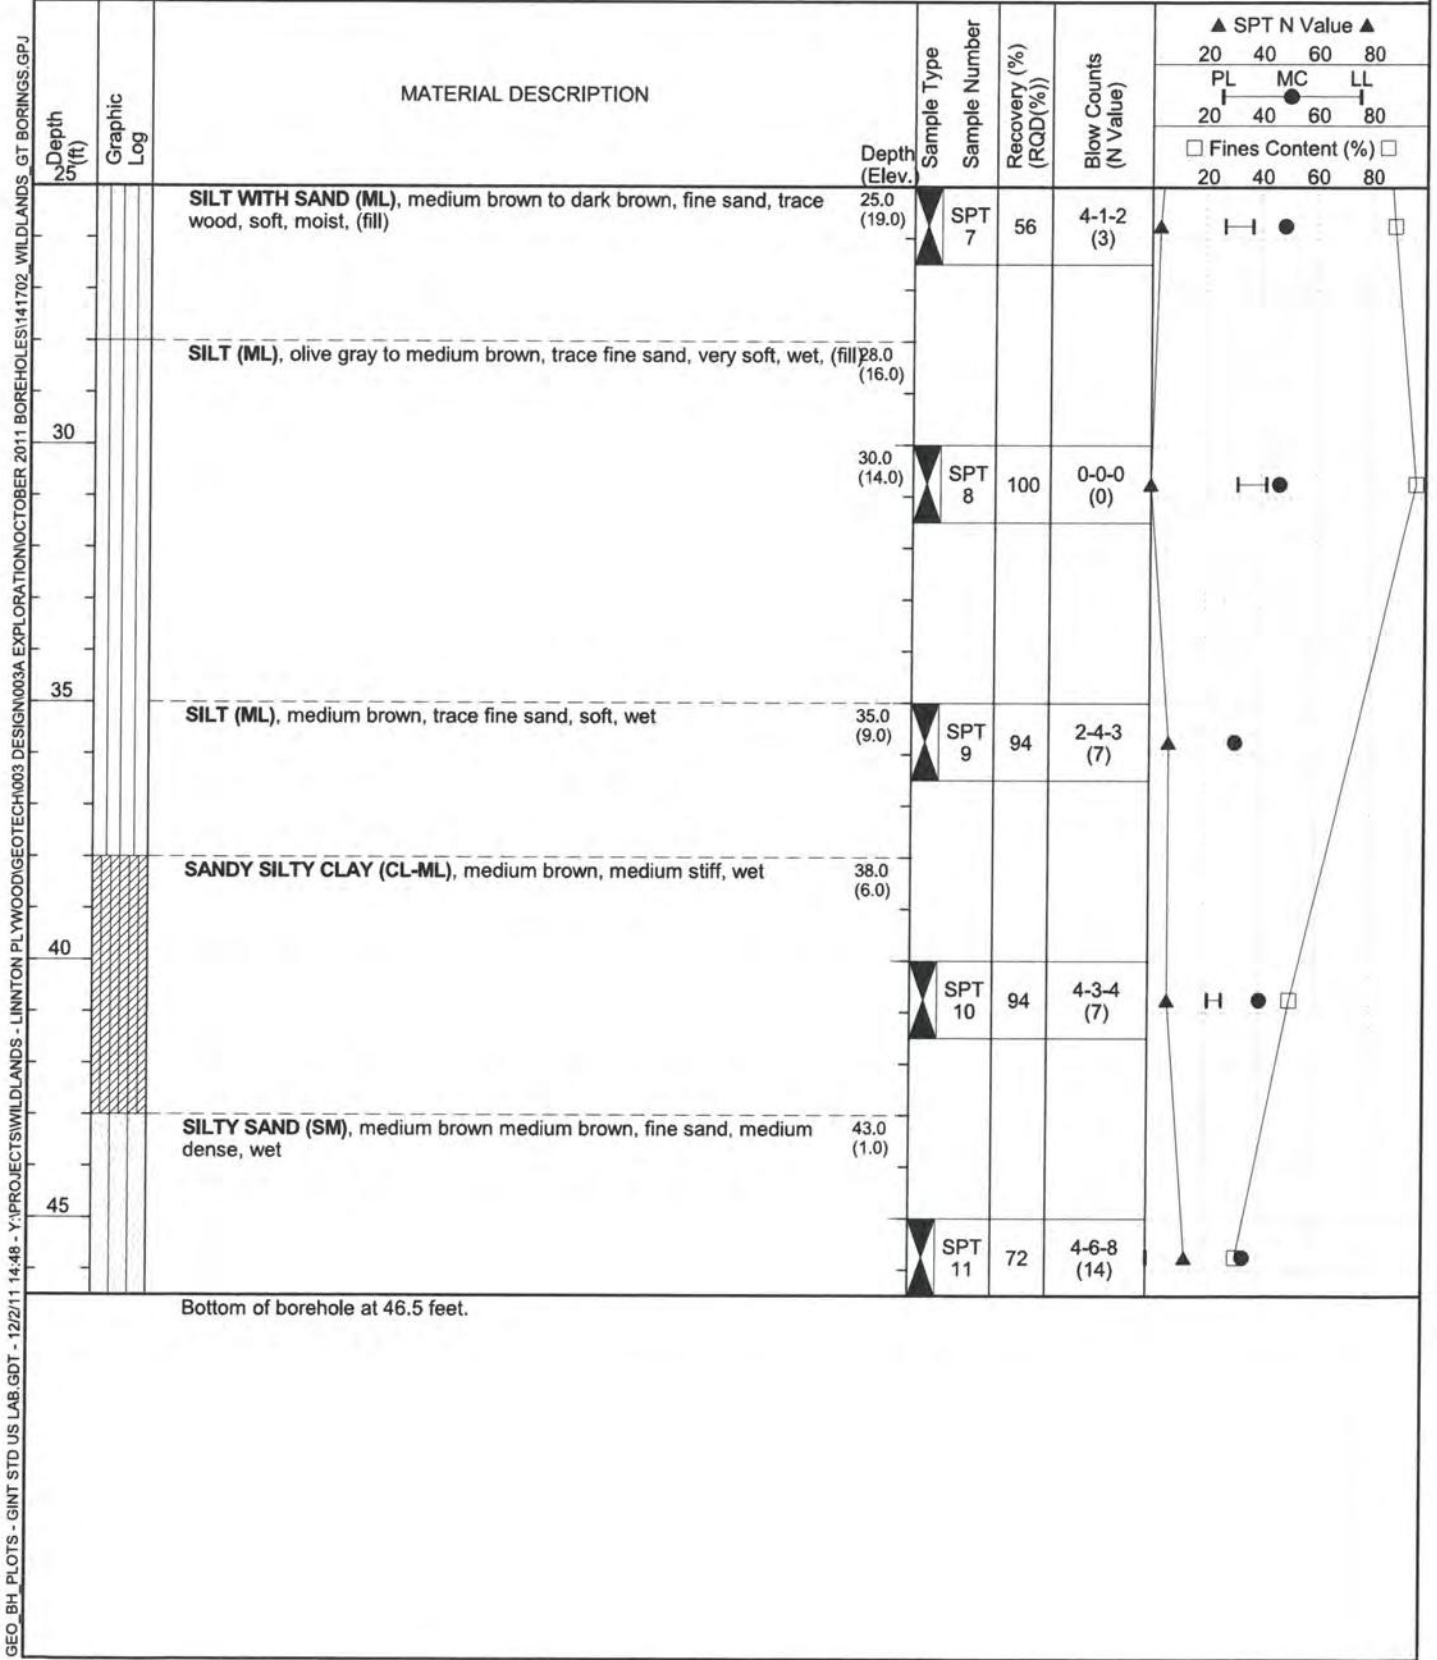 GEO_BH_PLOTS - GINT STD US LAB.GDT - 12/2/11 14:48 - Y:\PROJECTS\WILDLANDS - LINNTON PLYWOOD\GEOTECH\003 DESIGN\003A EXPLORATION\OCTOBER 2011 BOREHOLES\141702_WILDLANDS_GT BORINGS.GPJ
Depth
(ft)
25
Graphic
Log
MATERIAL DESCRIPTION
Depth
(Elev.)
Sample Type
Sample Number
Recovery (%)
(RQD(%))
Blow Counts
(N Value)
▲ SPT N Value ▲
20 40 60 80
PL MC LL
20 40 60 80
□ Fines Content (%) □
20 40 60 80
SILT WITH SAND (ML), medium brown to dark brown, fine sand, trace
wood, soft, moist, (fill)
25.0
(19.0)
SPT
7
56
4-1-2
(3)
SILT (ML), olive gray to medium brown, trace fine sand, very soft, wet, (fill)
28.0
(16.0)
30
30.0
(14.0)
SPT
8
100
0-0-0
(0)
35
SILT (ML), medium brown, trace fine sand, soft, wet
35.0
(9.0)
SPT
9
94
2-4-3
(7)
SANDY SILTY CLAY (CL-ML), medium brown, medium stiff, wet
38.0
(6.0)
40
SPT
10
94
4-3-4
(7)
SILTY SAND (SM), medium brown medium brown, fine sand, medium
dense, wet
43.0
(1.0)
45
SPT
11
72
4-6-8
(14)
Bottom of borehole at 46.5 feet.